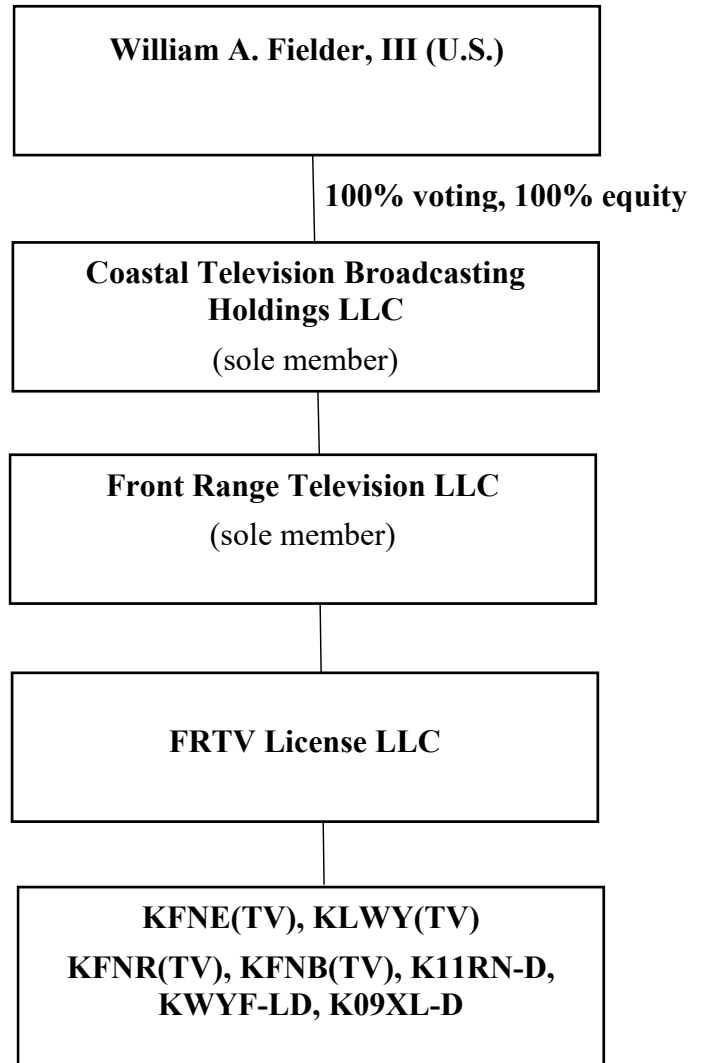 William A. Fielder, III (U.S.)
100% voting, 100% equity
Coastal Television Broadcasting
Holdings LLC
(sole member)
Front Range Television LLC
(sole member)
FRTV License LLC
KFNE(TV), KLWY(TV)
KFNR(TV), KFNB(TV), K11RN-D,
KWYF-LD, K09XL-D